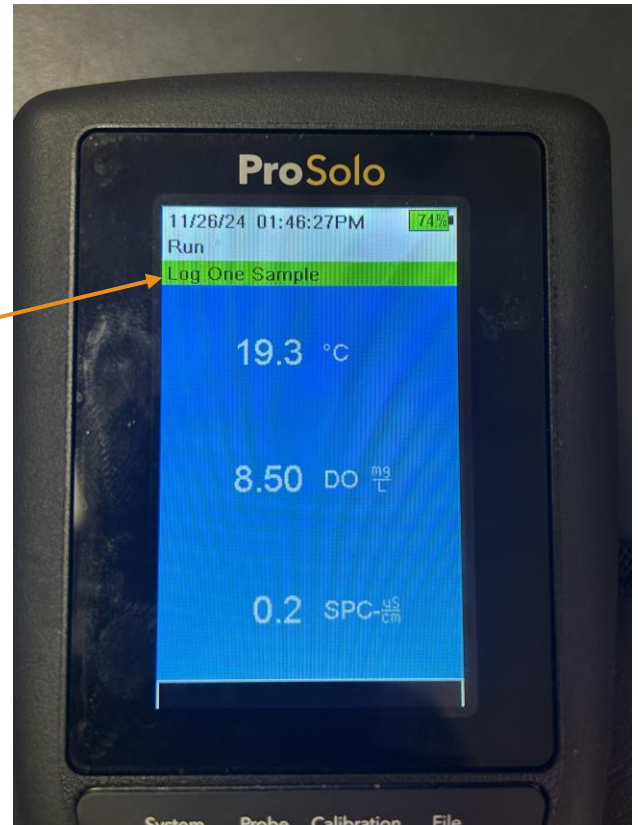 ProSolo
11/26/24 01:46:27PM 74%
Run
Log One Sample
19.3 °C
8.50 DO mg/L
0.2 SPC-uS/cm
System Probe Calibration File